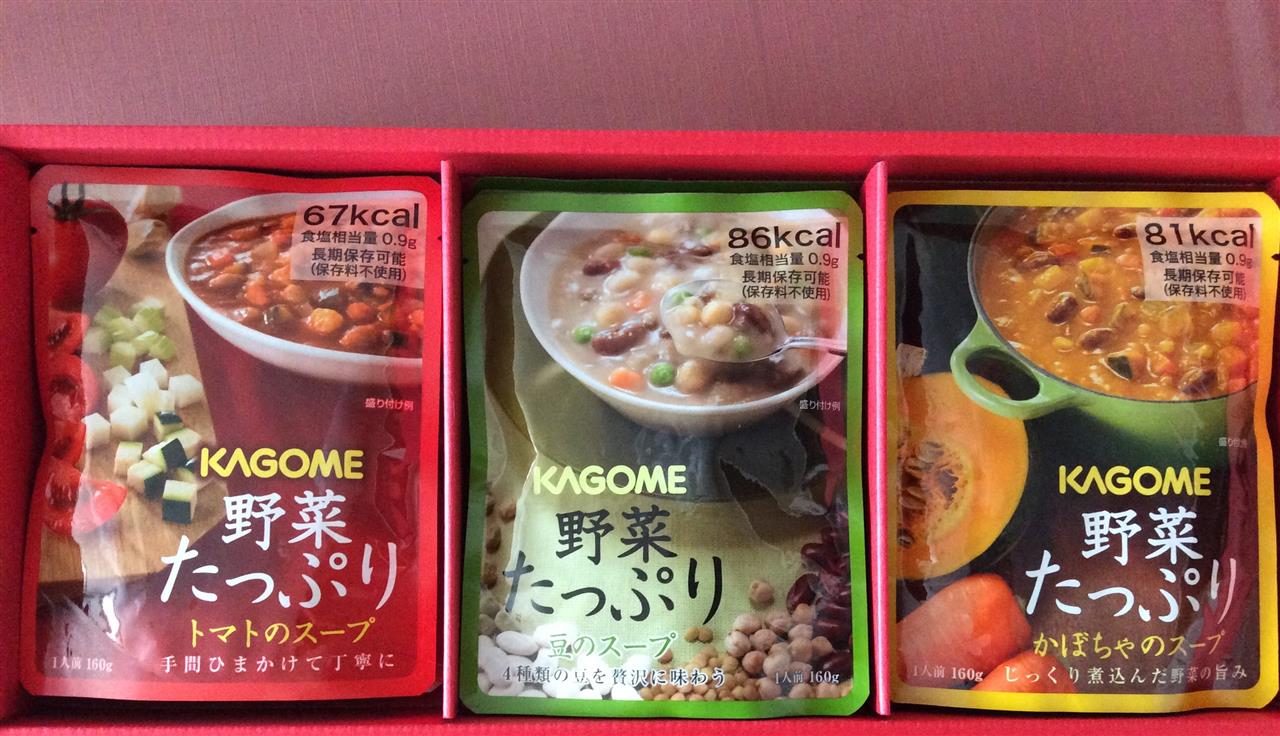 67kcal
食塩相当量 0.9g
長期保存可能
(保存料不使用)
盛り付け例
KAGOME
野菜
たっぷり
トマトのスープ
1人前 160g
手間ひまかけて丁寧に
86kcal
食塩相当量 0.9g
長期保存可能
(保存料不使用)
盛り付け例
KAGOME
野菜
たっぷり
豆のスープ
4種類の豆を贅沢に味わう
1人前 160g
81kcal
食塩相当量 0.9g
長期保存可能
(保存料不使用)
盛り付け例
KAGOME
野菜
たっぷり
かぼちゃのスープ
1人前 160g
じっくり煮込んだ野菜の旨み